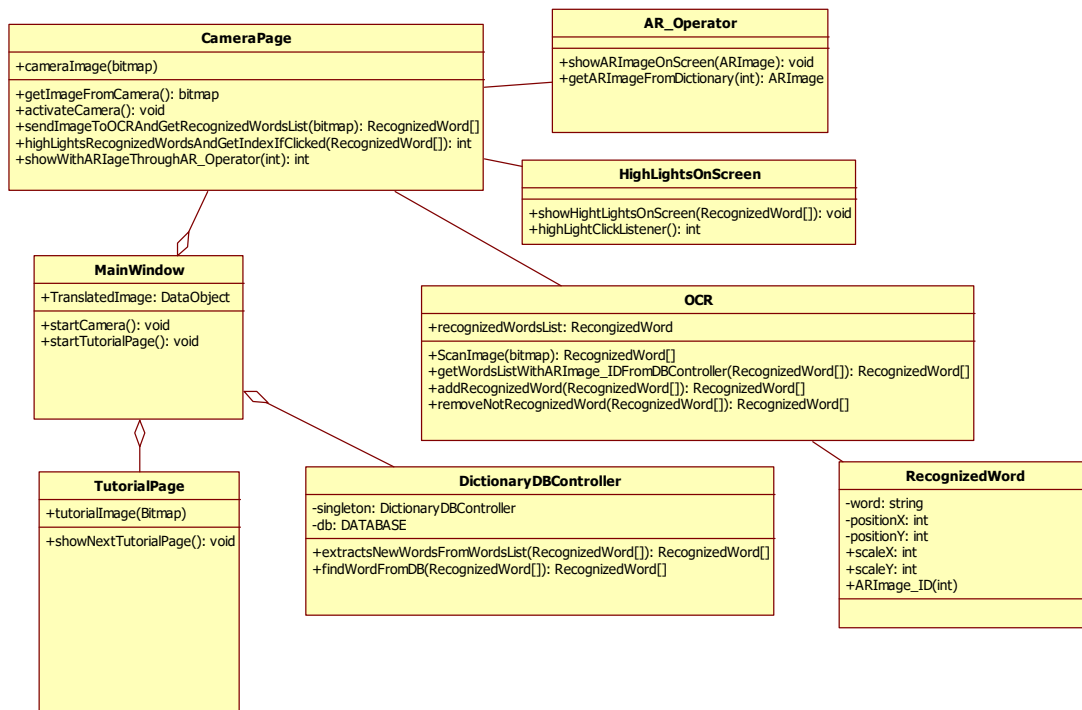 CameraPage
+cameraImage(bitmap)
+getImageFromCamera(): bitmap
+activateCamera(): void
+sendImageToOCRAndGetRecognizedWordsList(bitmap): RecognizedWord[]
+highLightsRecognizedWordsAndGetIndexIfClicked(RecognizedWord[]): int
+showWithARIageThroughAR_Operator(int): int
AR_Operator
+showARImageOnScreen(ARImage): void
+getARImageFromDictionary(int): ARImage
HighLightsOnScreen
+showHightLightsOnScreen(RecognizedWord[]): void
+highLightClickListener(): int
MainWindow
+TranslatedImage: DataObject
+startCamera(): void
+startTutorialPage(): void
OCR
+recognizedWordsList: RecongizedWord
+ScanImage(bitmap): RecognizedWord[]
+getWordsListWithARImage_IDFromDBController(RecognizedWord[]): RecognizedWord[]
+addRecognizedWord(RecognizedWord[]): RecognizedWord[]
+removeNotRecognizedWord(RecognizedWord[]): RecognizedWord[]
TutorialPage
+tutorialImage(Bitmap)
+showNextTutorialPage(): void
DictionaryDBController
-singleton: DictionaryDBController
-db: DATABASE
+extractsNewWordsFromWordsList(RecognizedWord[]): RecognizedWord[]
+findWordFromDB(RecognizedWord[]): RecognizedWord[]
RecognizedWord
-word: string
-positionX: int
-positionY: int
+scaleX: int
+scaleY: int
+ARImage_ID(int)